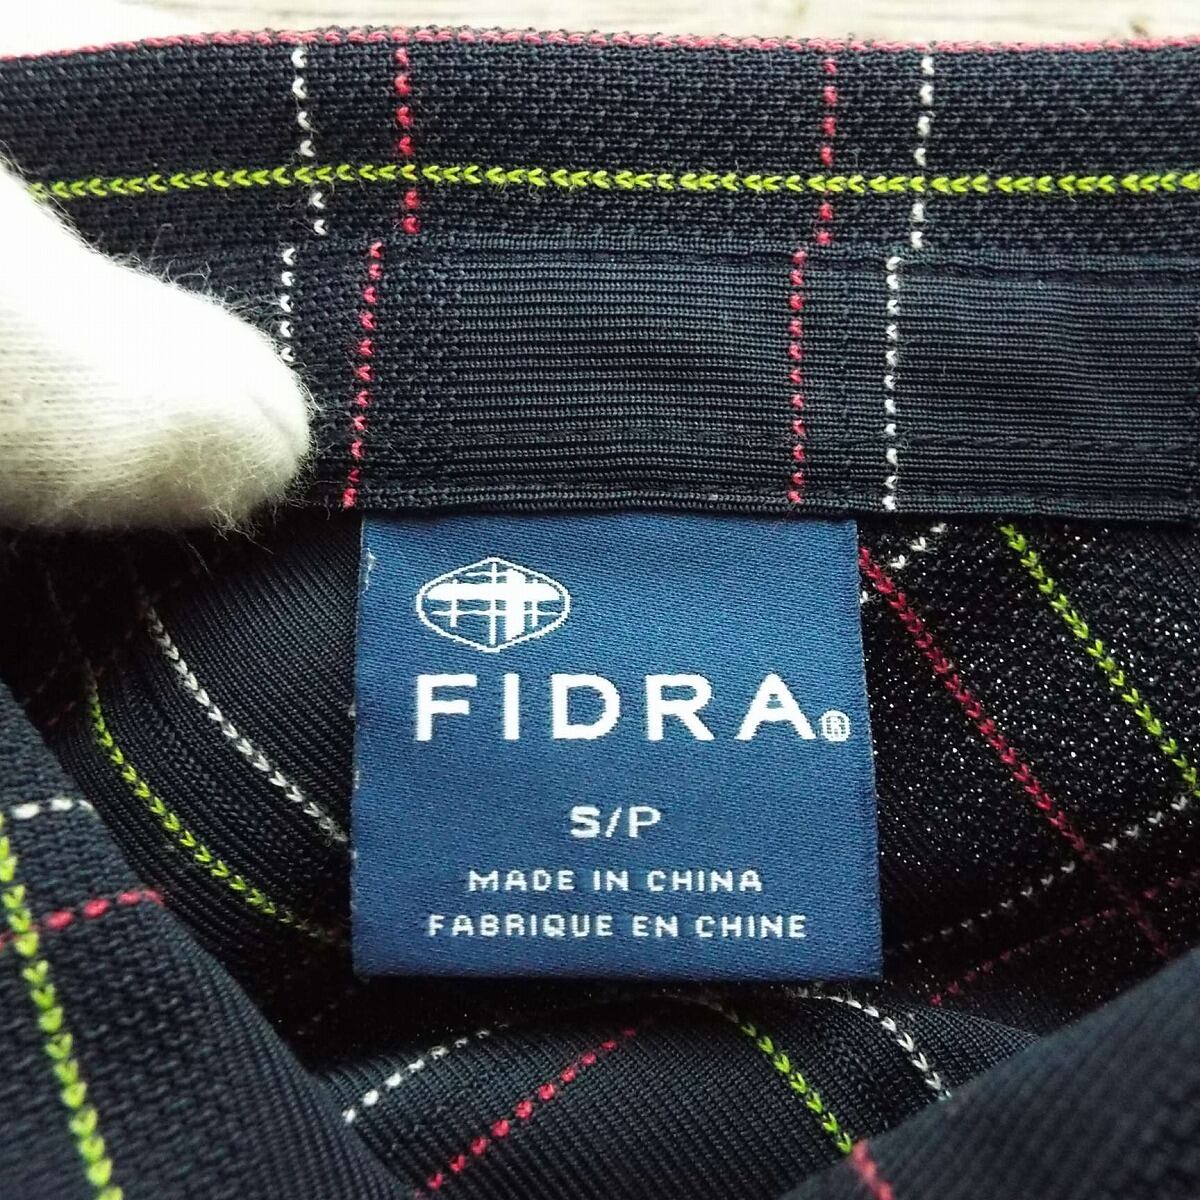 FIDRA®
S/P
MADE IN CHINA
FABRIQUE EN CHINE